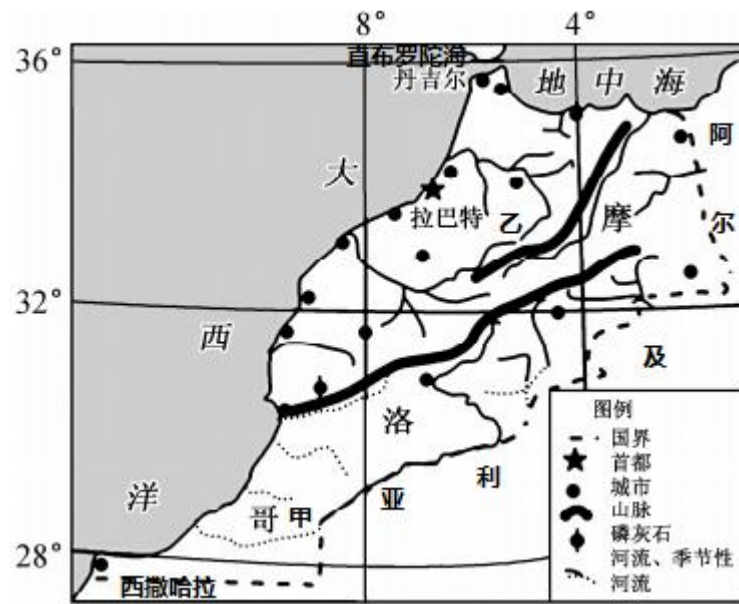 8° 4°
36°
直布罗陀海
丹吉尔
地中海
阿
大
拉巴特
乙
摩
尔
32°
西
及
洛
图例
国界
首都
城市
山脉
磷灰石
河流、季节性
河流
洋
哥
甲
亚
利
28°
西撒哈拉